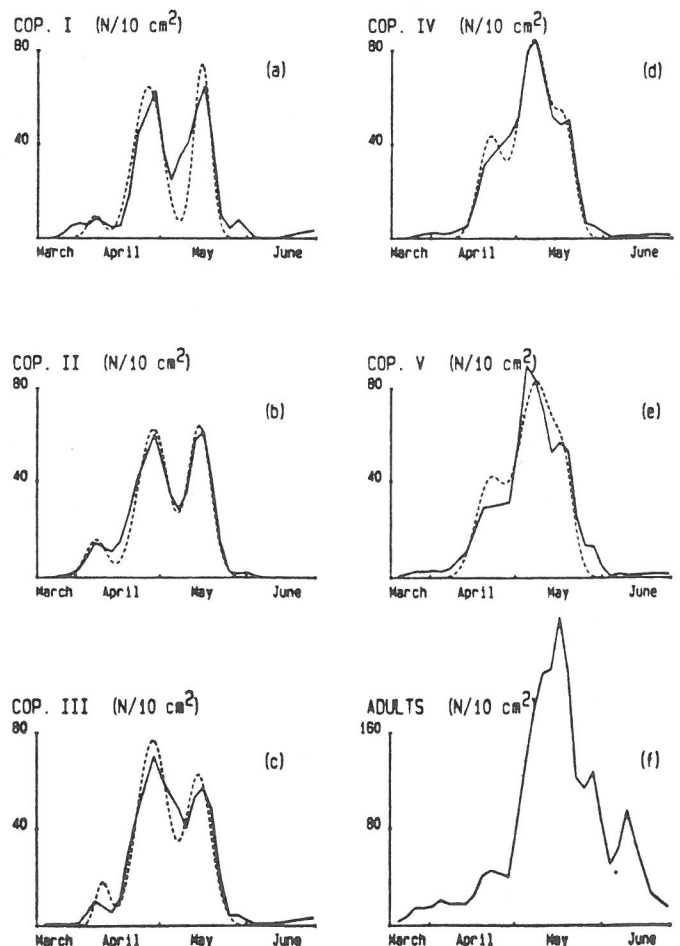 COP. I (N/10 cm²)
80
(a)
40
March April May June
COP. II (N/10 cm²)
80
(b)
40
March April May June
COP. III (N/10 cm²)
80
(c)
40
March April May June
COP. IV (N/10 cm²)
80
(d)
40
March April May June
COP. V (N/10 cm²)
80
(e)
40
March April May June
ADULTS (N/10 cm²)
160
(f)
80
March April May June